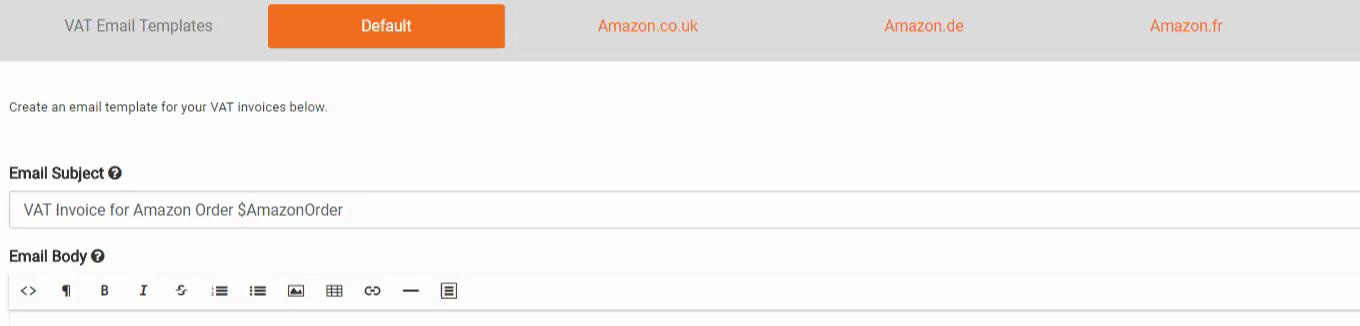 VAT Email Templates Default Amazon.co.uk Amazon.de Amazon.fr
Create an email template for your VAT invoices below.
Email Subject ?
VAT Invoice for Amazon Order $AmazonOrder
Email Body ?
<> ¶ B I S